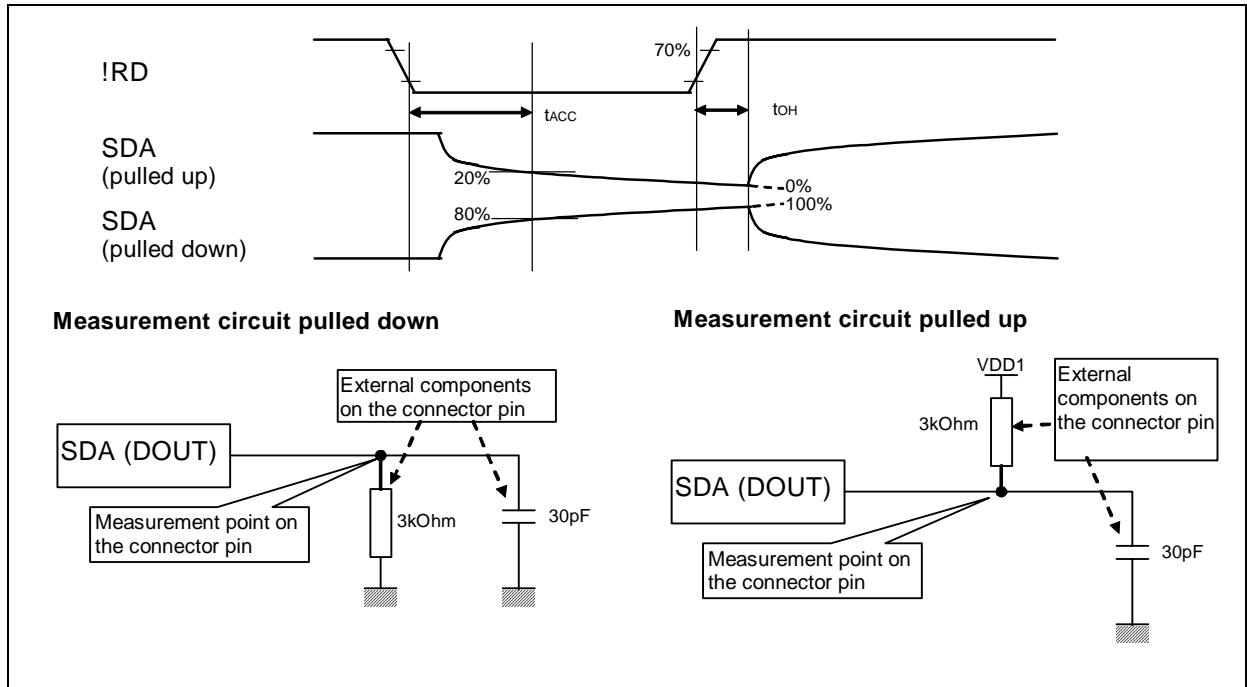 !RD
70%
tACC
tOH
SDA
(pulled up)
20%
0%
100%
SDA
(pulled down)
80%
Measurement circuit pulled down
External components
on the connector pin
SDA (DOUT)
3kOhm
30pF
Measurement point on
the connector pin
Measurement circuit pulled up
VDD1
External
components on
the connector pin
3kOhm
SDA (DOUT)
30pF
Measurement point on
the connector pin